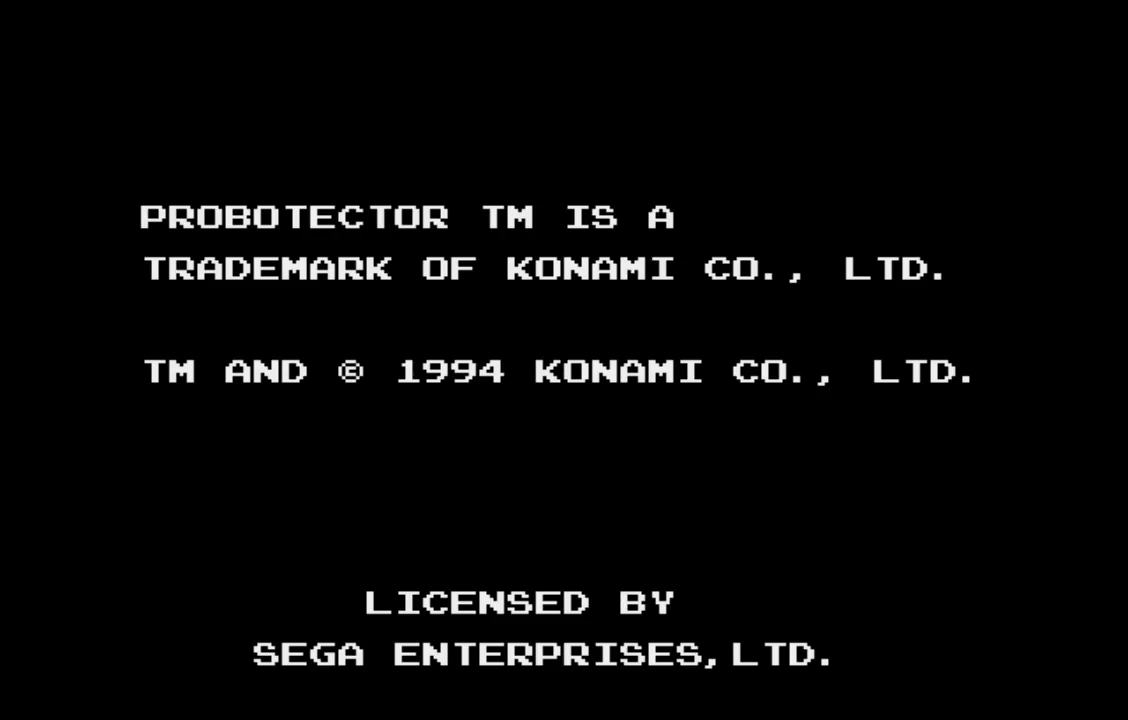 PROBOTECTOR TM IS A
TRADEMARK OF KONAMI CO., LTD.
TM AND © 1994 KONAMI CO., LTD.
LICENSED BY
SEGA ENTERPRISES,LTD.